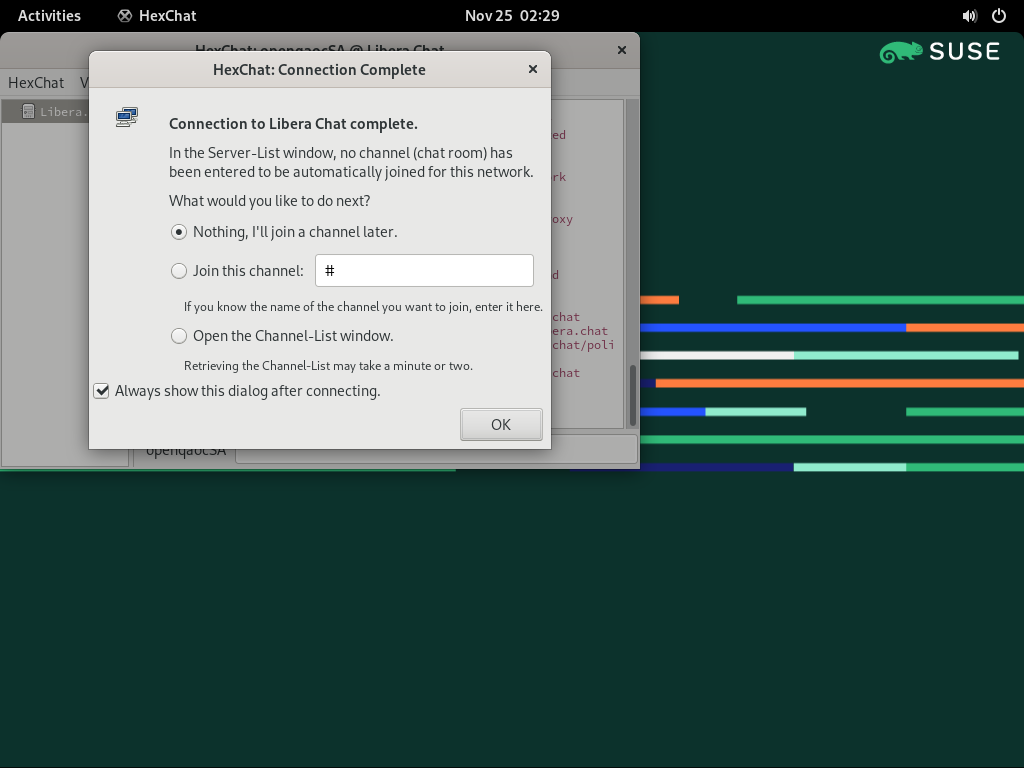 Activities HexChat Nov 25 02:29
SUSE
HexChat: openqaocSA @ Libera.Chat
HexChat: Connection Complete
HexChat
Libera.
Connection to Libera Chat complete.
In the Server-List window, no channel (chat room) has
been entered to be automatically joined for this network.
What would you like to do next?
Nothing, I'll join a channel later.
Join this channel: #
If you know the name of the channel you want to join, enter it here.
Open the Channel-List window.
Retrieving the Channel-List may take a minute or two.
Always show this dialog after connecting.
OK
ed
rk
oxy
d
chat
era.chat
chat/poli
chat
openqaocSA